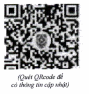 (Quét QRcode để
có thông tin cập nhật)